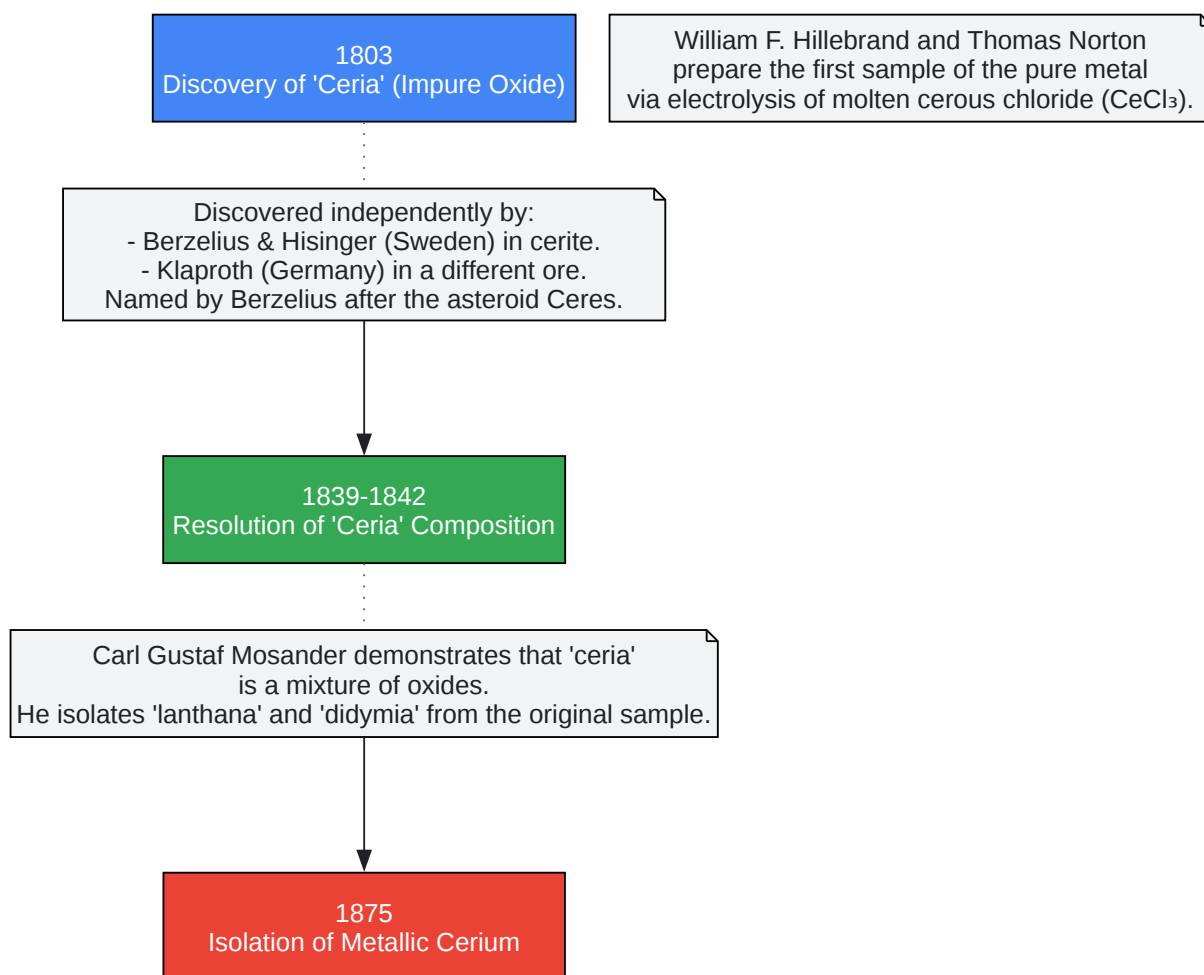 1803
Discovery of 'Ceria' (Impure Oxide)
William F. Hillebrand and Thomas Norton
prepare the first sample of the pure metal
via electrolysis of molten cerous chloride (CeCl₃).
Discovered independently by:
- Berzelius & Hisinger (Sweden) in cerite.
- Klaproth (Germany) in a different ore.
Named by Berzelius after the asteroid Ceres.
1839-1842
Resolution of 'Ceria' Composition
Carl Gustaf Mosander demonstrates that 'ceria'
is a mixture of oxides.
He isolates 'lanthana' and 'didymia' from the original sample.
1875
Isolation of Metallic Cerium